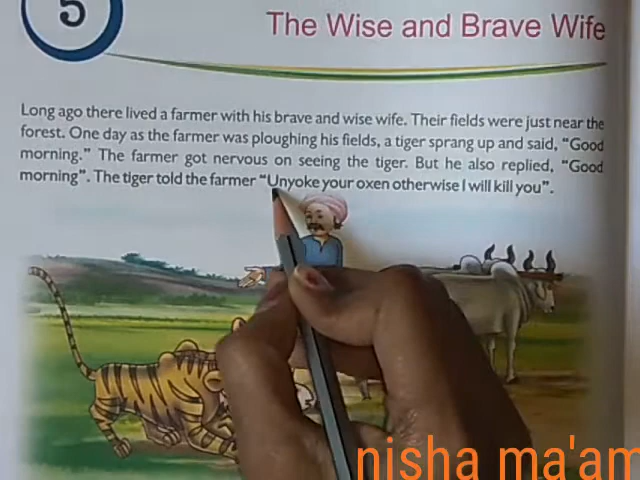 5
The Wise and Brave Wife
Long ago there lived a farmer with his brave and wise wife. Their fields were just near the
forest. One day as the farmer was ploughing his fields, a tiger sprang up and said, “Good
morning.” The farmer got nervous on seeing the tiger. But he also replied, “Good
morning”. The tiger told the farmer “Unyoke your oxen otherwise I will kill you”.
nisha ma'am